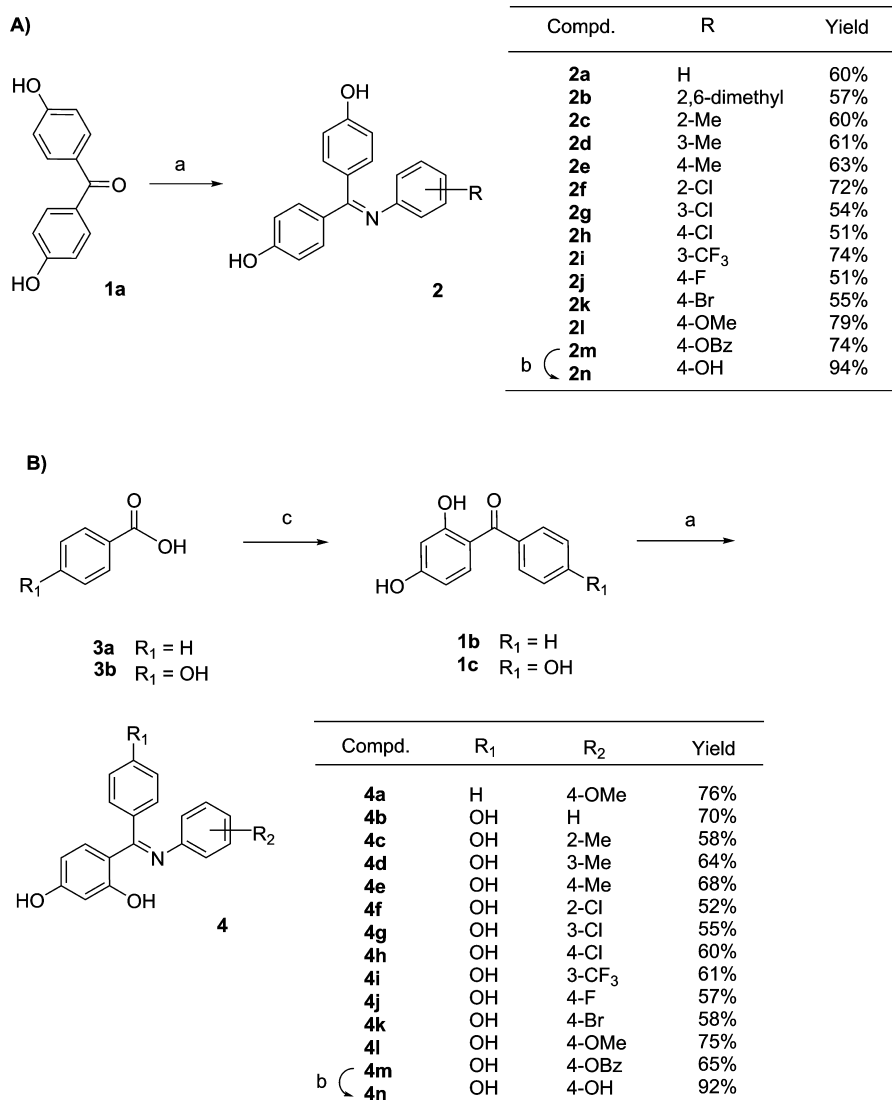 A)
HO
O
HO
1a
a
OH
N
R
HO
2
Compd. R Yield
2a H 60%
2b 2,6-dimethyl 57%
2c 2-Me 60%
2d 3-Me 61%
2e 4-Me 63%
2f 2-Cl 72%
2g 3-Cl 54%
2h 4-Cl 51%
2i 3-CF3 74%
2j 4-F 51%
2k 4-Br 55%
2l 4-OMe 79%
2m 4-OBz 74%
b
2n 4-OH 94%
B)
O
OH
R1
3a R1 = H
3b R1 = OH
c
OH O
HO
R1
1b R1 = H
1c R1 = OH
a
R1
N
R2
HO
OH
4
Compd. R1 R2 Yield
4a H 4-OMe 76%
4b OH H 70%
4c OH 2-Me 58%
4d OH 3-Me 64%
4e OH 4-Me 68%
4f OH 2-Cl 52%
4g OH 3-Cl 55%
4h OH 4-Cl 60%
4i OH 3-CF3 61%
4j OH 4-F 57%
4k OH 4-Br 58%
4l OH 4-OMe 75%
4m OH 4-OBz 65%
b
4n OH 4-OH 92%